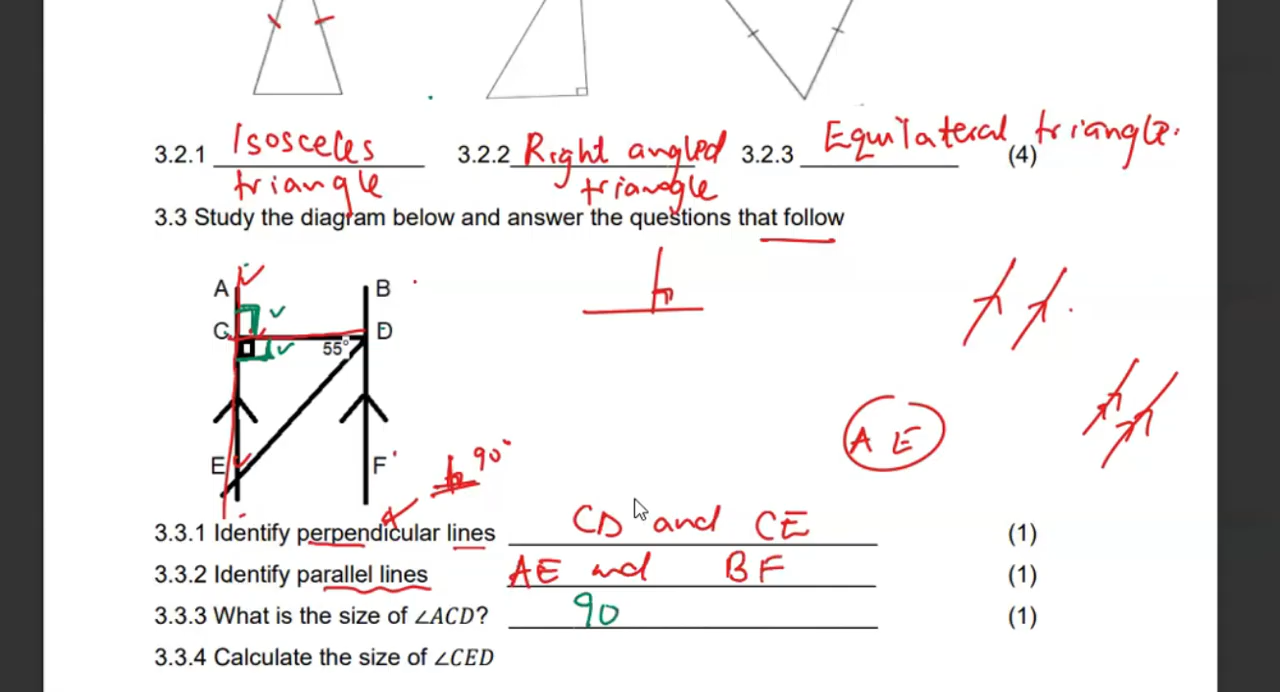 3.2.1 Isosceles triangle 3.2.2 Right angled triangle 3.2.3 Equilateral triangle. (4)
3.3 Study the diagram below and answer the questions that follow
A B
C D
55°
A E
E F
90°
3.3.1 Identify perpendicular lines CD and CE (1)
3.3.2 Identify parallel lines AE and BF (1)
3.3.3 What is the size of ∠ACD? 90 (1)
3.3.4 Calculate the size of ∠CED